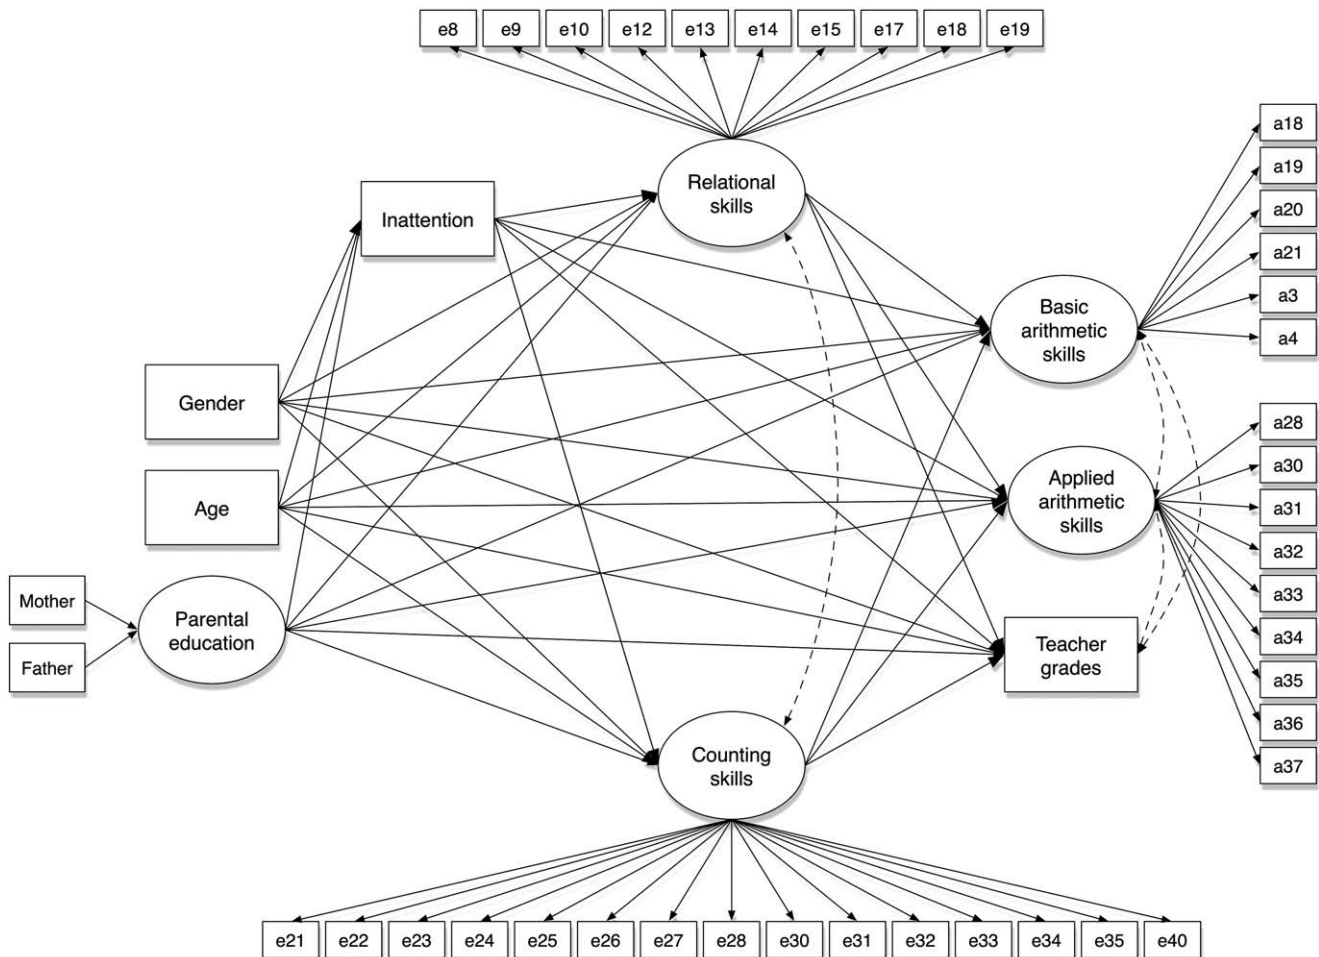 e8
e9
e10
e12
e13
e14
e15
e17
e18
e19
Relational
skills
Inattention
a18
a19
a20
a21
a3
a4
Basic
arithmetic
skills
Gender
Age
Applied
arithmetic
skills
a28
a30
a31
a32
a33
a34
a35
a36
a37
Mother
Father
Parental
education
Teacher
grades
Counting
skills
e21
e22
e23
e24
e25
e26
e27
e28
e30
e31
e32
e33
e34
e35
e40